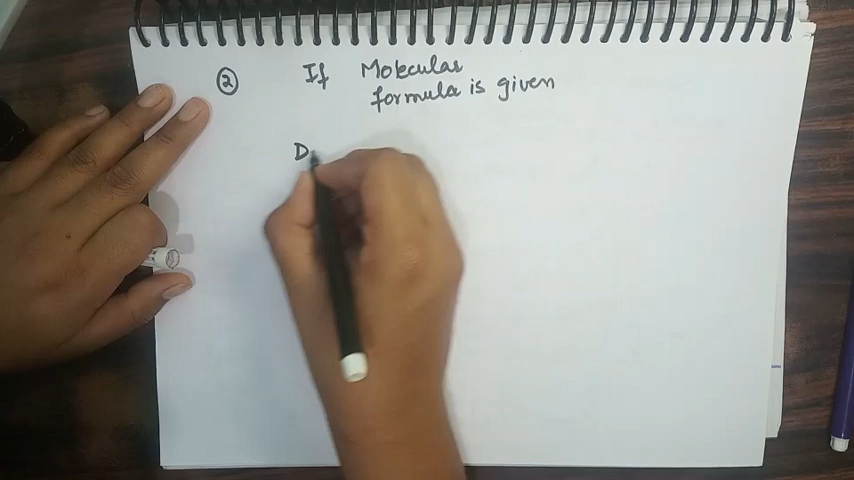 ② If Molecular
formula is given
D